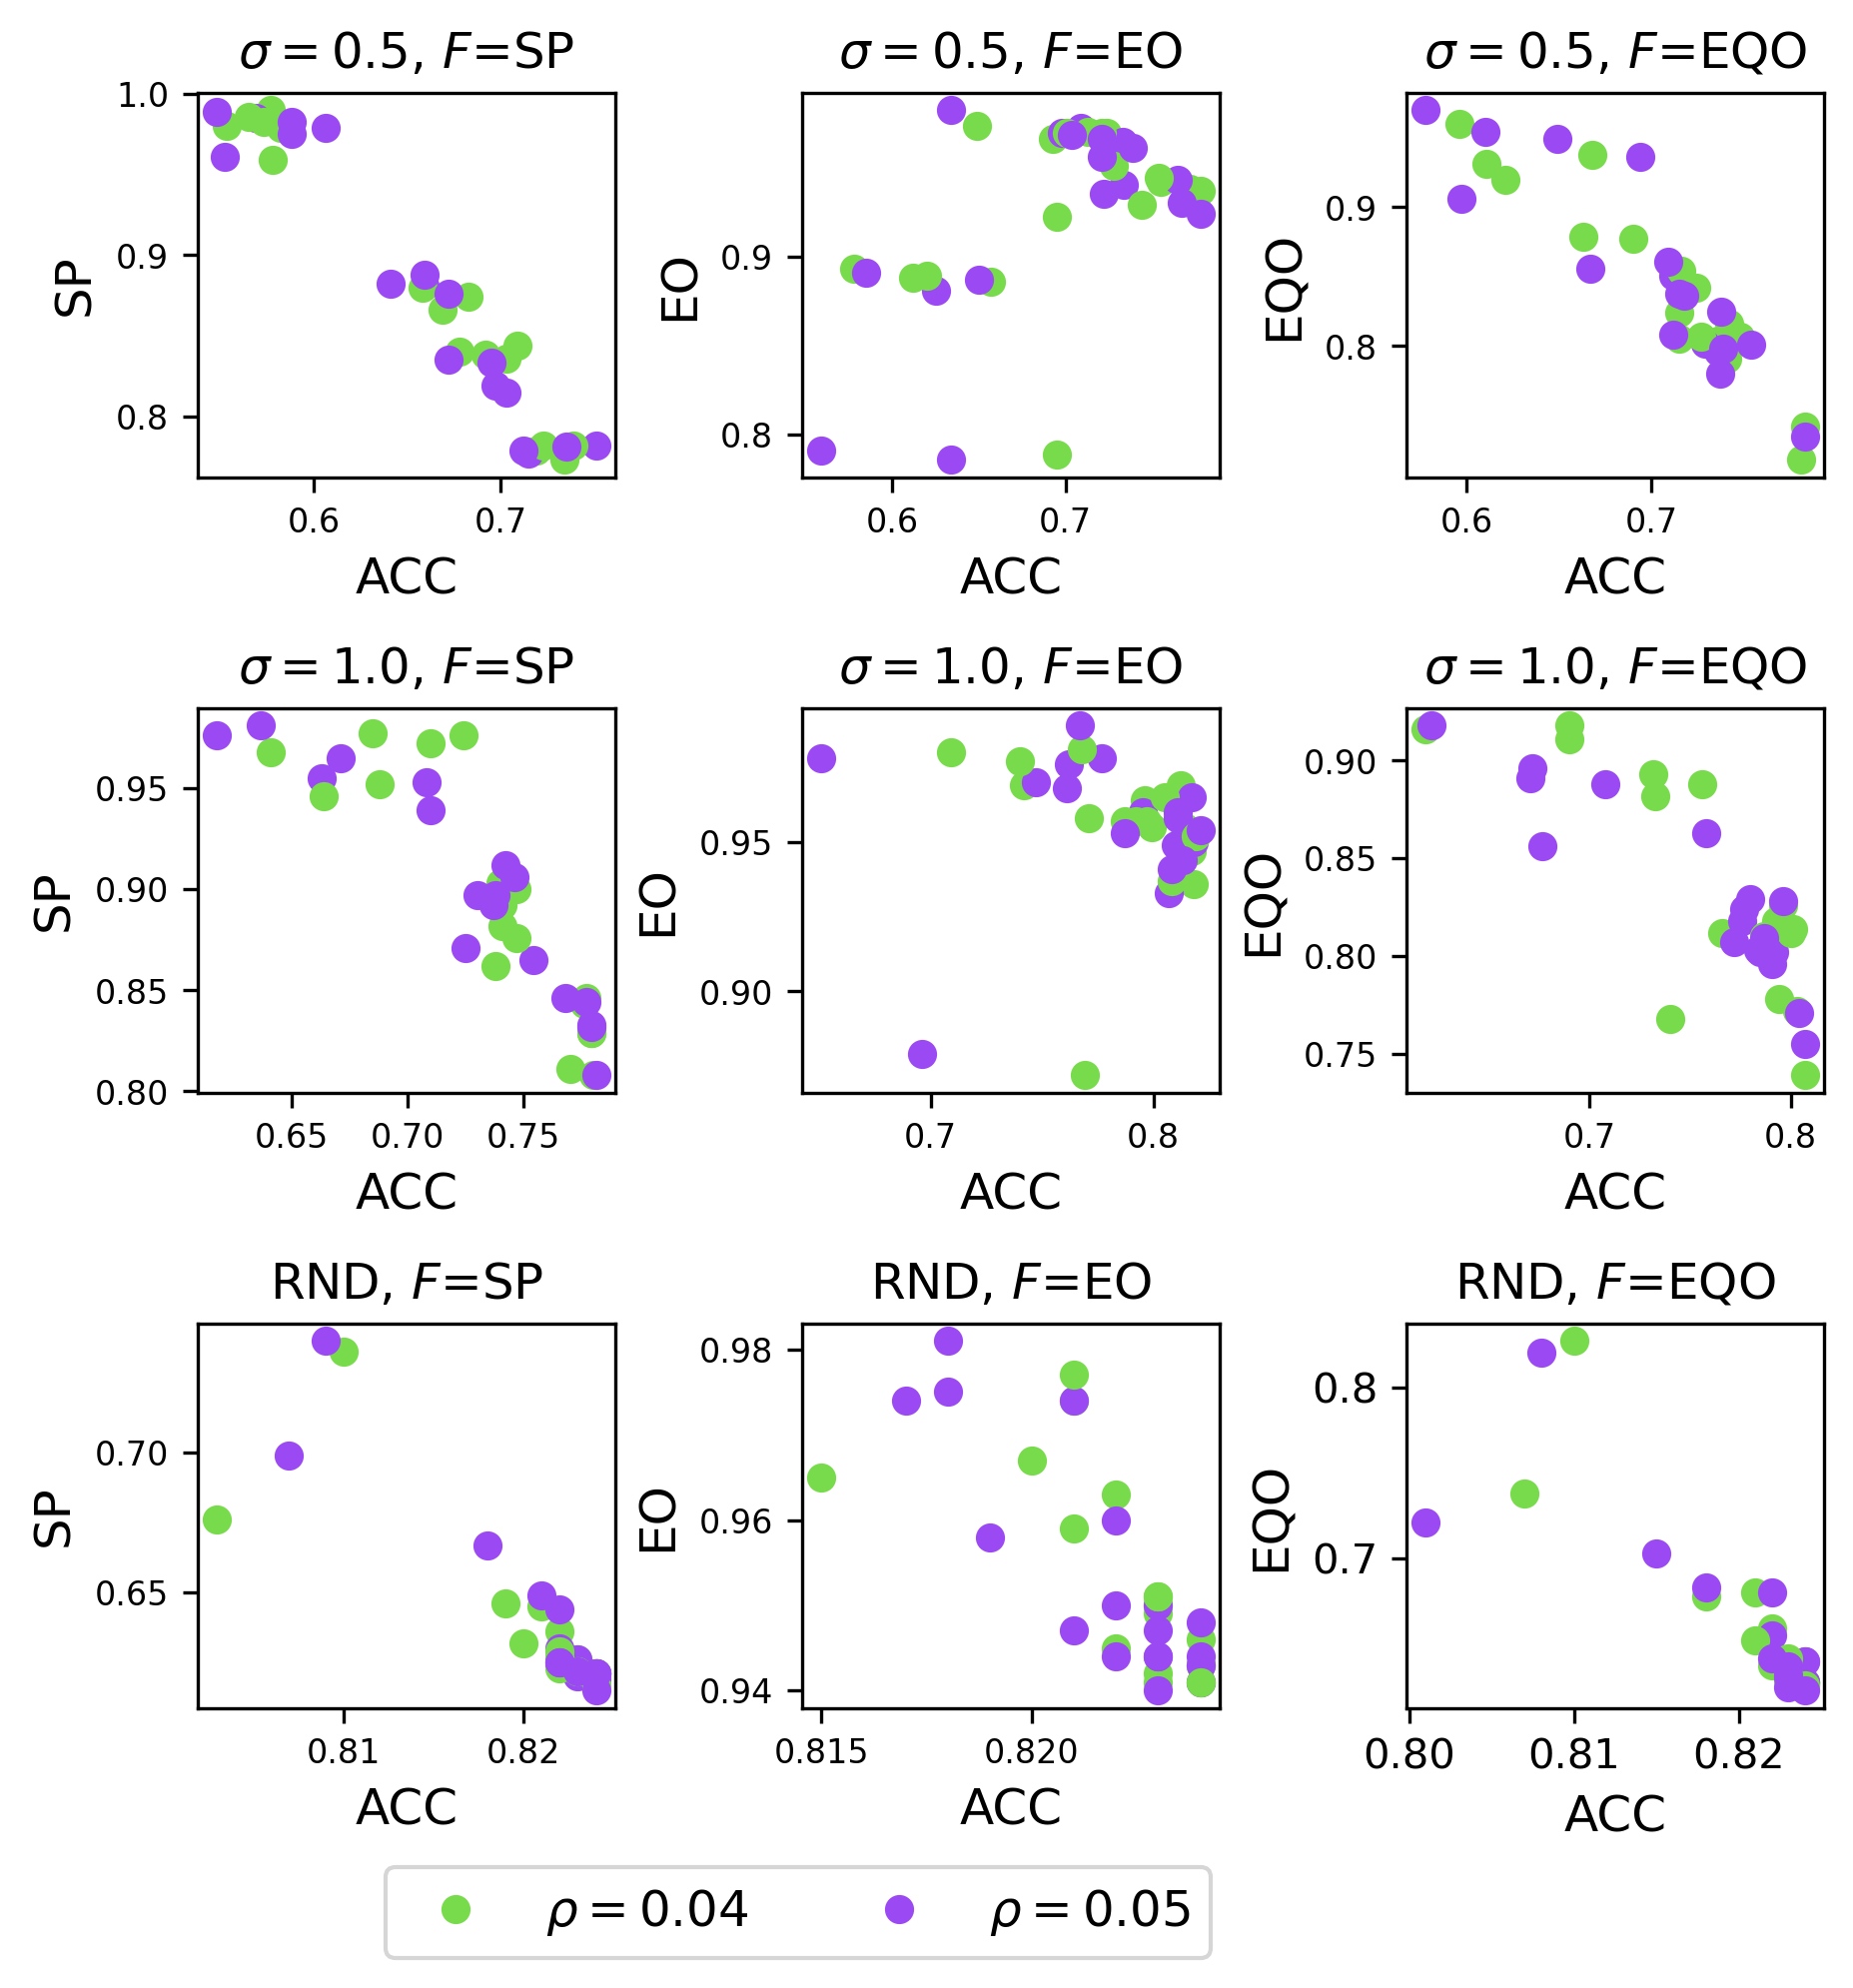 σ = 0.5, F=SP
σ = 0.5, F=EO
σ = 0.5, F=EQO
1.0
0.9
0.8
SP
0.6 0.7
ACC
0.9
0.8
EO
0.6 0.7
ACC
0.9
0.8
EQO
0.6 0.7
ACC
σ = 1.0, F=SP
σ = 1.0, F=EO
σ = 1.0, F=EQO
0.95
0.90
0.85
0.80
SP
0.65 0.70 0.75
ACC
0.95
0.90
EO
0.7 0.8
ACC
0.90
0.85
0.80
0.75
EQO
0.7 0.8
ACC
RND, F=SP
RND, F=EO
RND, F=EQO
0.70
0.65
SP
0.81 0.82
ACC
0.98
0.96
0.94
EO
0.815 0.820
ACC
0.8
0.7
EQO
0.80 0.81 0.82
ACC
ρ = 0.04
ρ = 0.05